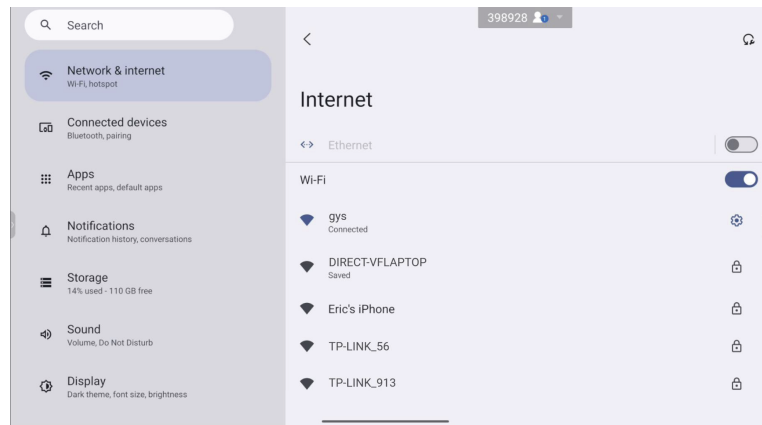 398928
Search
Network & internet
Wi-Fi, hotspot
Connected devices
Bluetooth, pairing
Apps
Recent apps, default apps
Notifications
Notification history, conversations
Storage
14% used - 110 GB free
Sound
Volume, Do Not Disturb
Display
Dark theme, font size, brightness
Internet
Ethernet
Wi-Fi
gys
Connected
DIRECT-VFLAPTOP
Saved
Eric's iPhone
TP-LINK_56
TP-LINK_913